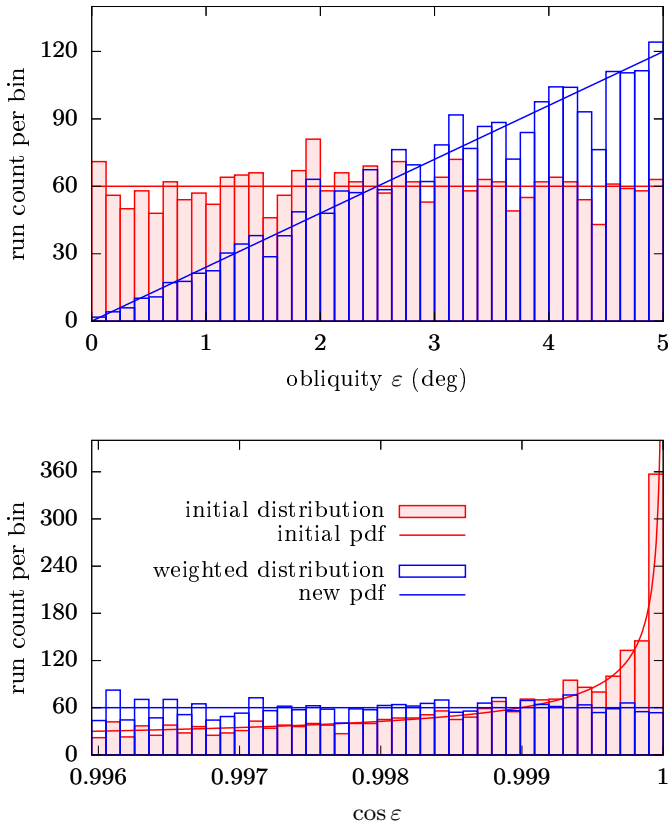 120
90
60
30
0
run count per bin
0 1 2 3 4 5
obliquity ε (deg)
360
300
240
180
120
60
0
run count per bin
initial distribution
initial pdf
weighted distribution
new pdf
0.996 0.997 0.998 0.999 1
cos ε